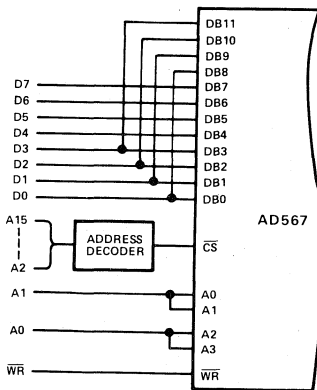 DB11
DB10
DB9
DB8
D7 DB7
D6 DB6
D5 DB5
D4 DB4
D3 DB3
D2 DB2
D1 DB1
D0 DB0
AD567
A15
ADDRESS
DECODER
CS
A2
A1 A0
A1
A0 A2
A3
WR WR